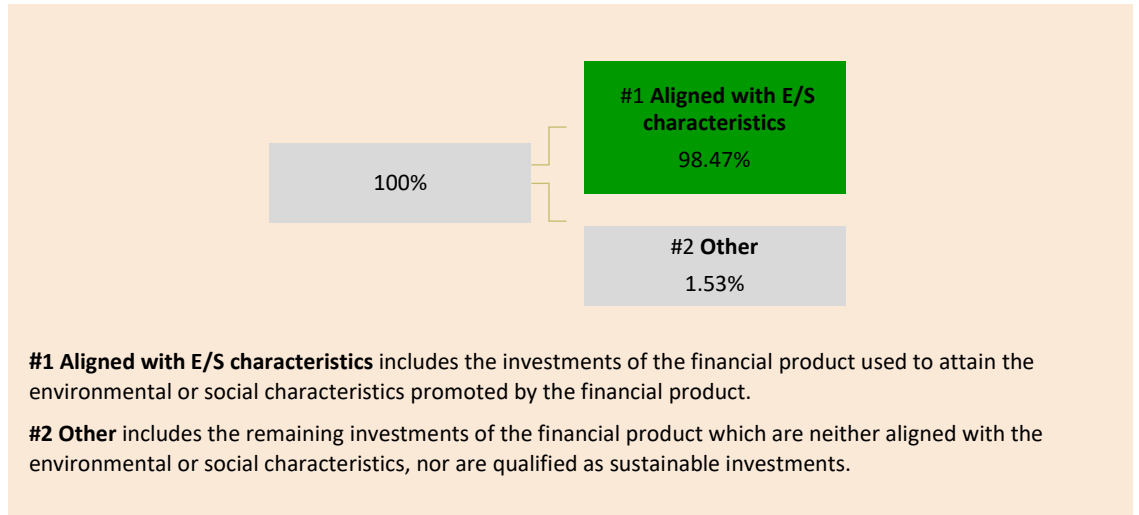 100%
#1 Aligned with E/S
characteristics
98.47%
#2 Other
1.53%
#1 Aligned with E/S characteristics includes the investments of the financial product used to attain the
environmental or social characteristics promoted by the financial product.
#2 Other includes the remaining investments of the financial product which are neither aligned with the
environmental or social characteristics, nor are qualified as sustainable investments.